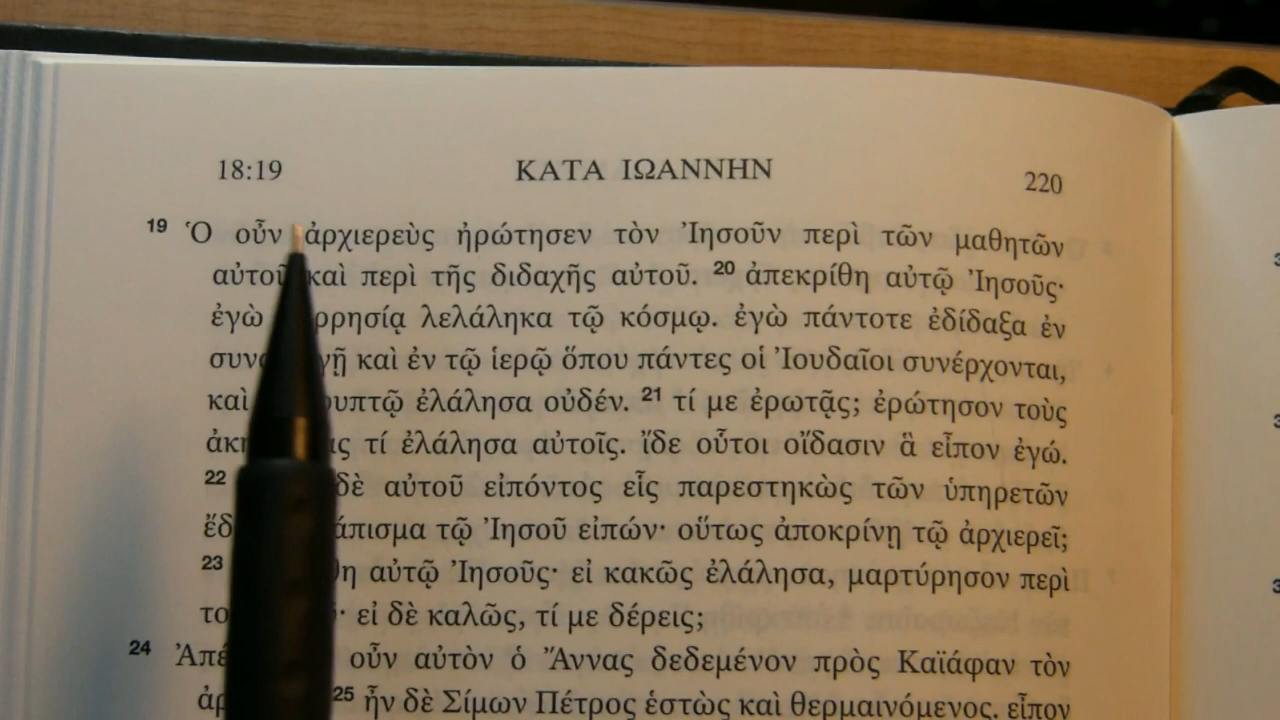 18:19 ΚΑΤΑ ΙΩΑΝΝΗΝ 220
19 Ὁ οὖν ἀρχιερεὺς ἠρώτησεν τὸν Ἰησοῦν περὶ τῶν μαθητῶν
αὐτοῦ καὶ περὶ τῆς διδαχῆς αὐτοῦ. 20 ἀπεκρίθη αὐτῷ Ἰησοῦς·
ἐγὼ λελάληκα τῷ κόσμῳ. ἐγὼ πάντοτε ἐδίδαξα ἐν
καὶ ἐν τῷ ἱερῷ ὅπου πάντες οἱ Ἰουδαῖοι συνέρχονται,
καὶ ἐλάλησα οὐδέν. 21 τί με ἐρωτᾷς; ἐρώτησον τοὺς
τί ἐλάλησα αὐτοῖς. ἴδε οὗτοι οἴδασιν ἃ εἶπον ἐγώ.
22 δὲ αὐτοῦ εἰπόντος εἷς παρεστηκὼς τῶν ὑπηρετῶν
τῷ Ἰησοῦ εἰπών· οὕτως ἀποκρίνῃ τῷ ἀρχιερεῖ;
23 αὐτῷ Ἰησοῦς· εἰ κακῶς ἐλάλησα, μαρτύρησον περὶ
εἰ δὲ καλῶς, τί με δέρεις;
24 οὖν αὐτὸν ὁ Ἅννας δεδεμένον πρὸς Καϊάφαν τὸν
25 ἦν δὲ Σίμων Πέτρος ἑστὼς καὶ θερμαινόμενος. εἶπον